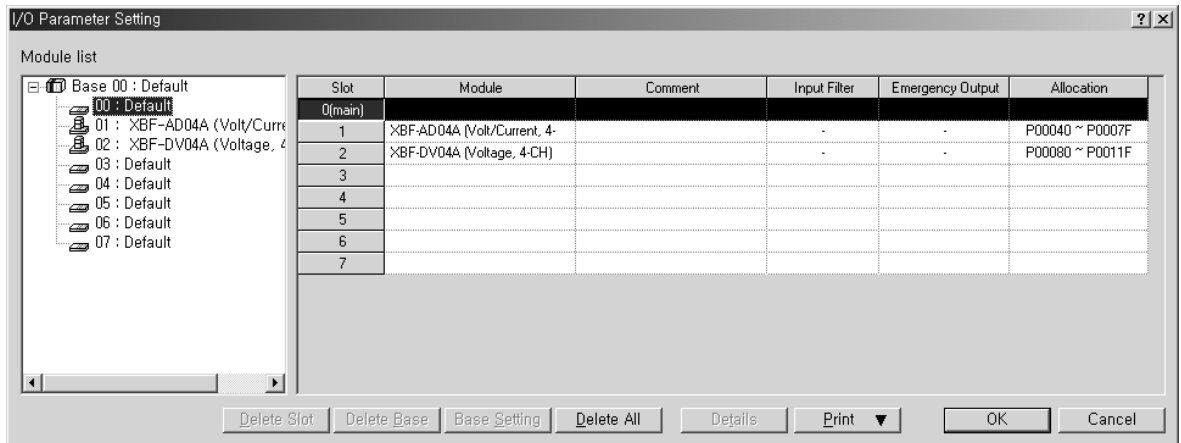 I/O Parameter Setting
Module list
Base 00 : Default
00 : Default
01 : XBF-AD04A (Volt/Curre
02 : XBF-DV04A (Voltage, 4
03 : Default
04 : Default
05 : Default
06 : Default
07 : Default
Slot Module Comment Input Filter Emergency Output Allocation
0(main)
1 XBF-AD04A (Volt/Current, 4- - - P00040 ~ P0007F
2 XBF-DV04A (Voltage, 4-CH) - - P00080 ~ P0011F
3
4
5
6
7
Delete Slot Delete Base Base Setting Delete All Details Print ▼ OK Cancel